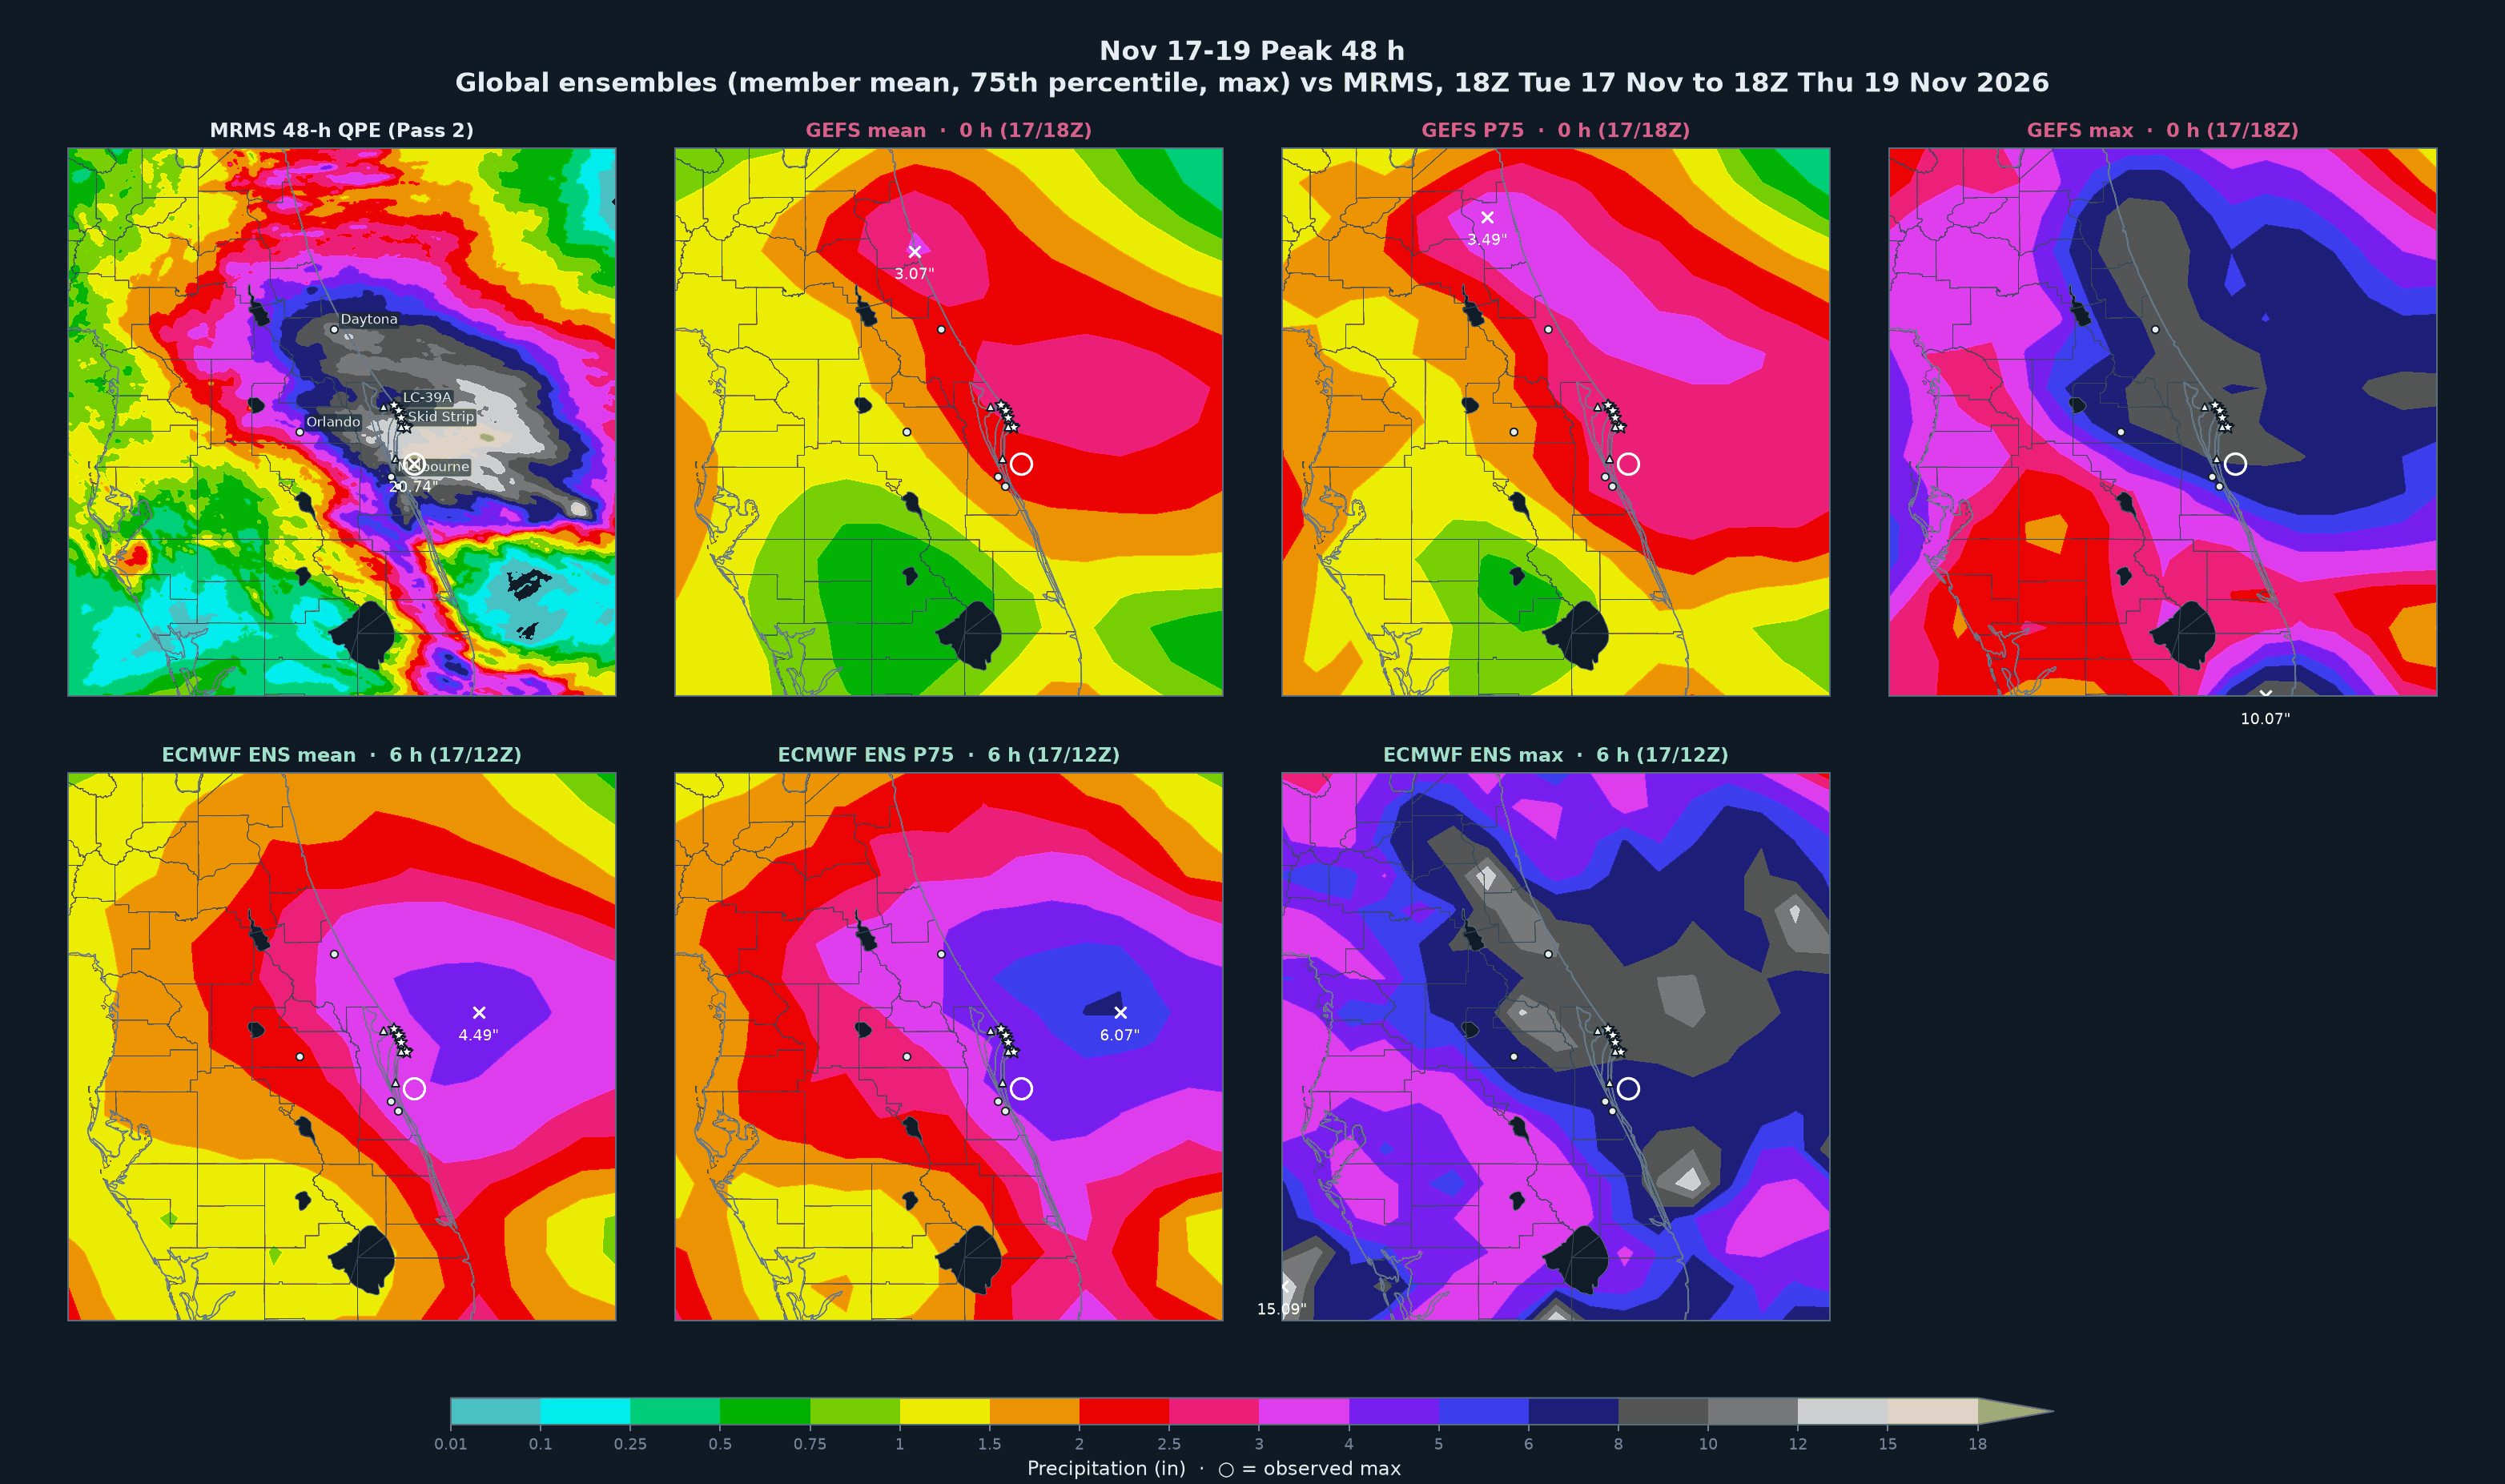 Nov 17-19 Peak 48 h
Global ensembles (member mean, 75th percentile, max) vs MRMS, 18Z Tue 17 Nov to 18Z Thu 19 Nov 2026
MRMS 48-h QPE (Pass 2)
GEFS mean · 0 h (17/18Z)
GEFS P75 · 0 h (17/18Z)
GEFS max · 0 h (17/18Z)
Daytona
LC-39A
Skid Strip
Orlando
20.74"
3.07"
3.49"
10.07"
ECMWF ENS mean · 6 h (17/12Z)
ECMWF ENS P75 · 6 h (17/12Z)
ECMWF ENS max · 6 h (17/12Z)
4.49"
6.07"
15.09"
0.01 0.1 0.25 0.5 0.75 1 1.5 2 2.5 3 4 5 6 8 10 12 15 18
Precipitation (in) · ○ = observed max